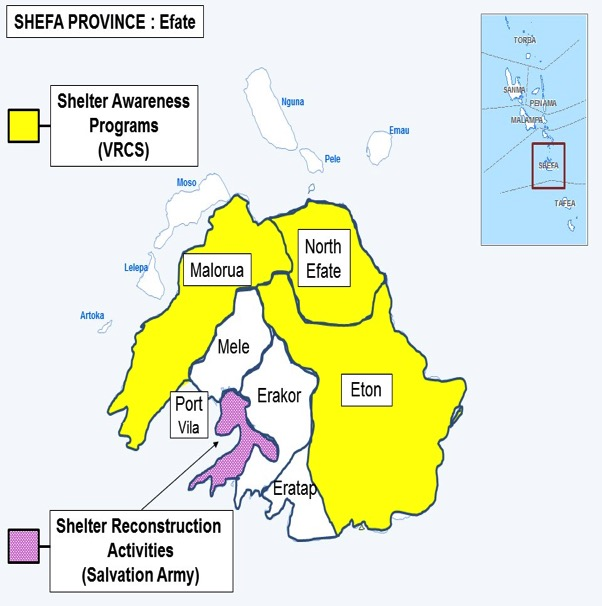 SHEFA PROVINCE : Efate
Shelter Awareness
Programs
(VRCS)
TORBA
SANMA
PENAMA
MALAMPA
SHEFA
TAFEA
Nguna
Emau
Pele
Moso
Lelepa
Artoka
Malorua
North
Efate
Mele
Erakor
Eton
Port
Vila
Eratap
Shelter Reconstruction
Activities
(Salvation Army)